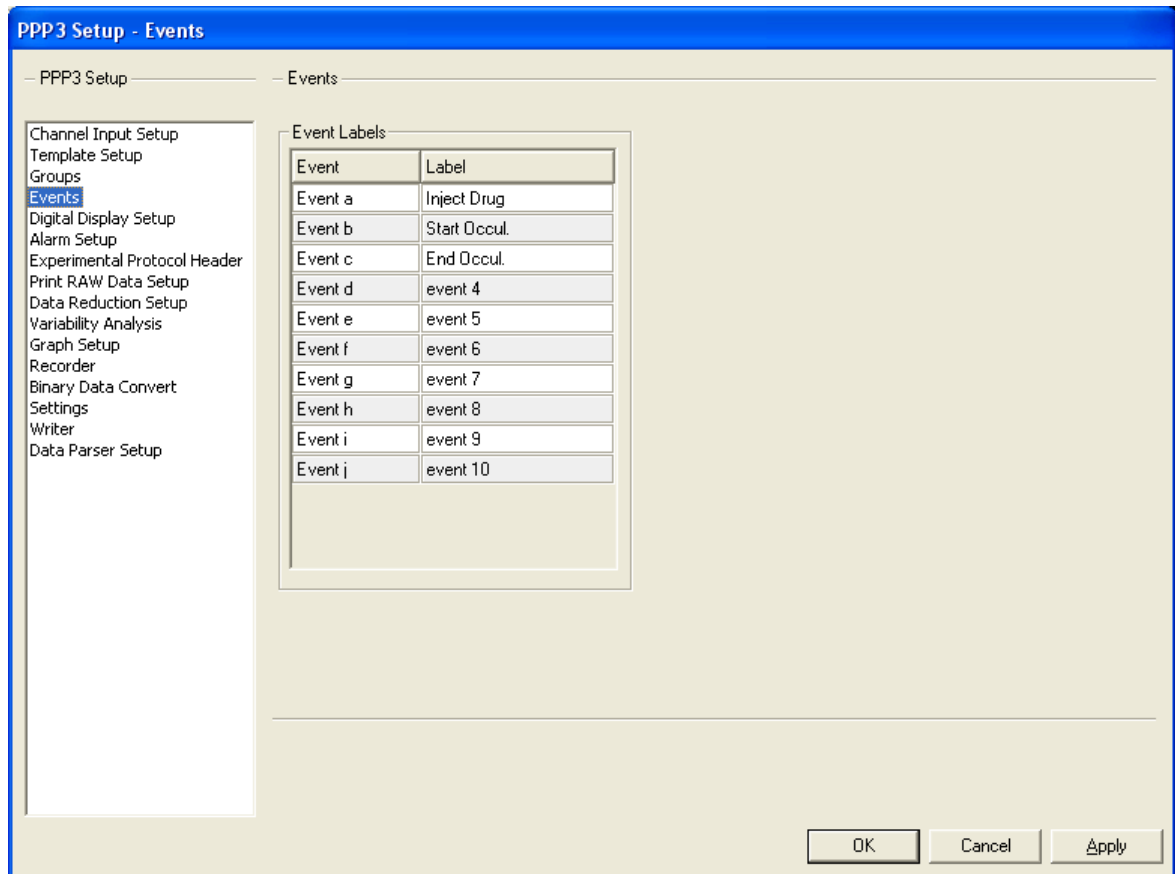 PPP3 Setup - Events
PPP3 Setup
Channel Input Setup
Template Setup
Groups
Events
Digital Display Setup
Alarm Setup
Experimental Protocol Header
Print RAW Data Setup
Data Reduction Setup
Variability Analysis
Graph Setup
Recorder
Binary Data Convert
Settings
Writer
Data Parser Setup
Events
Event Labels
Event Label
Event a Inject Drug
Event b Start Occul.
Event c End Occul.
Event d event 4
Event e event 5
Event f event 6
Event g event 7
Event h event 8
Event i event 9
Event j event 10
OK Cancel Apply